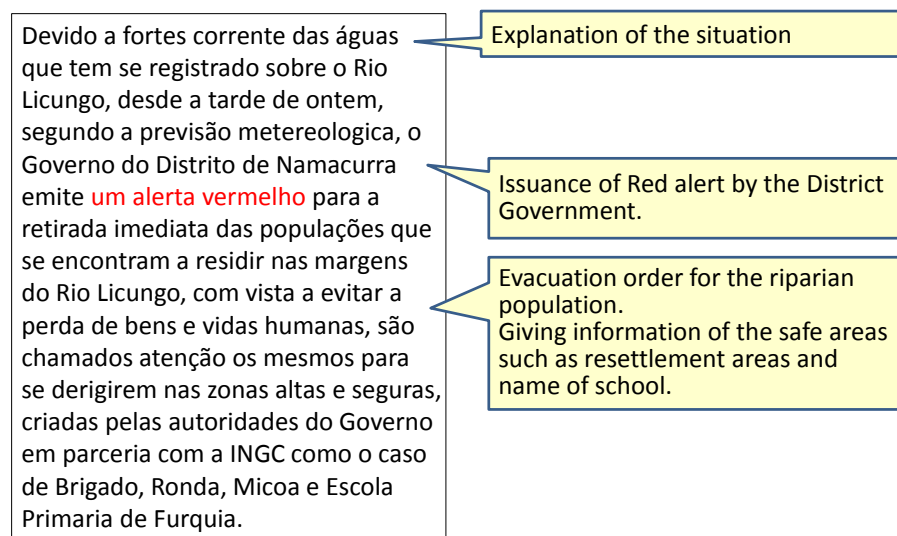 Devido a fortes corrente das águas
que tem se registrado sobre o Rio
Licungo, desde a tarde de ontem,
segundo a previsão metereologica, o
Governo do Distrito de Namacurra
emite um alerta vermelho para a
retirada imediata das populações que
se encontram a residir nas margens
do Rio Licungo, com vista a evitar a
perda de bens e vidas humanas, são
chamados atenção os mesmos para
se derigirem nas zonas altas e seguras,
criadas pelas autoridades do Governo
em parceria com a INGC como o caso
de Brigado, Ronda, Micoa e Escola
Primaria de Furquia.
Explanation of the situation
Issuance of Red alert by the District
Government.
Evacuation order for the riparian
population.
Giving information of the safe areas
such as resettlement areas and
name of school.